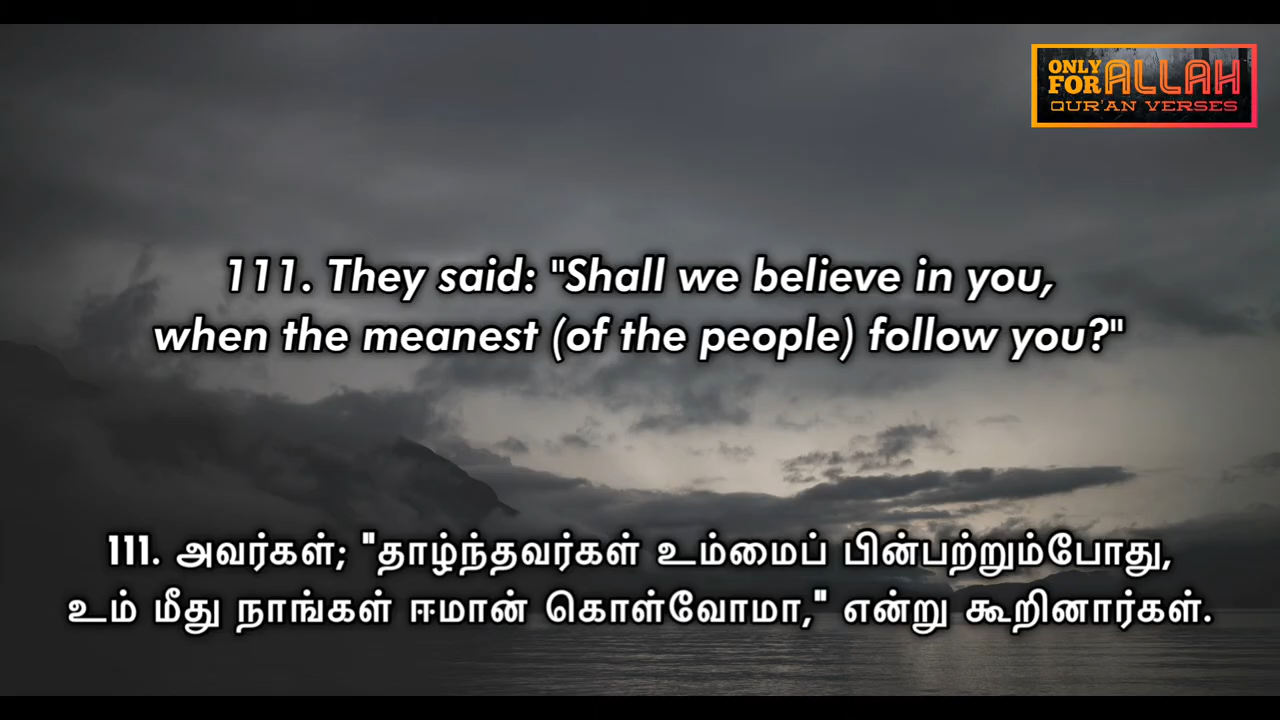 ONLY
FOR ALLAH
QUR'AN VERSES
111. They said: "Shall we believe in you,
when the meanest (of the people) follow you?"
111. அவர்கள்; "தாழ்ந்தவர்கள் உம்மைப் பின்பற்றும்போது,
உம் மீது நாங்கள் ஈமான் கொள்வோமா," என்று கூறினார்கள்.